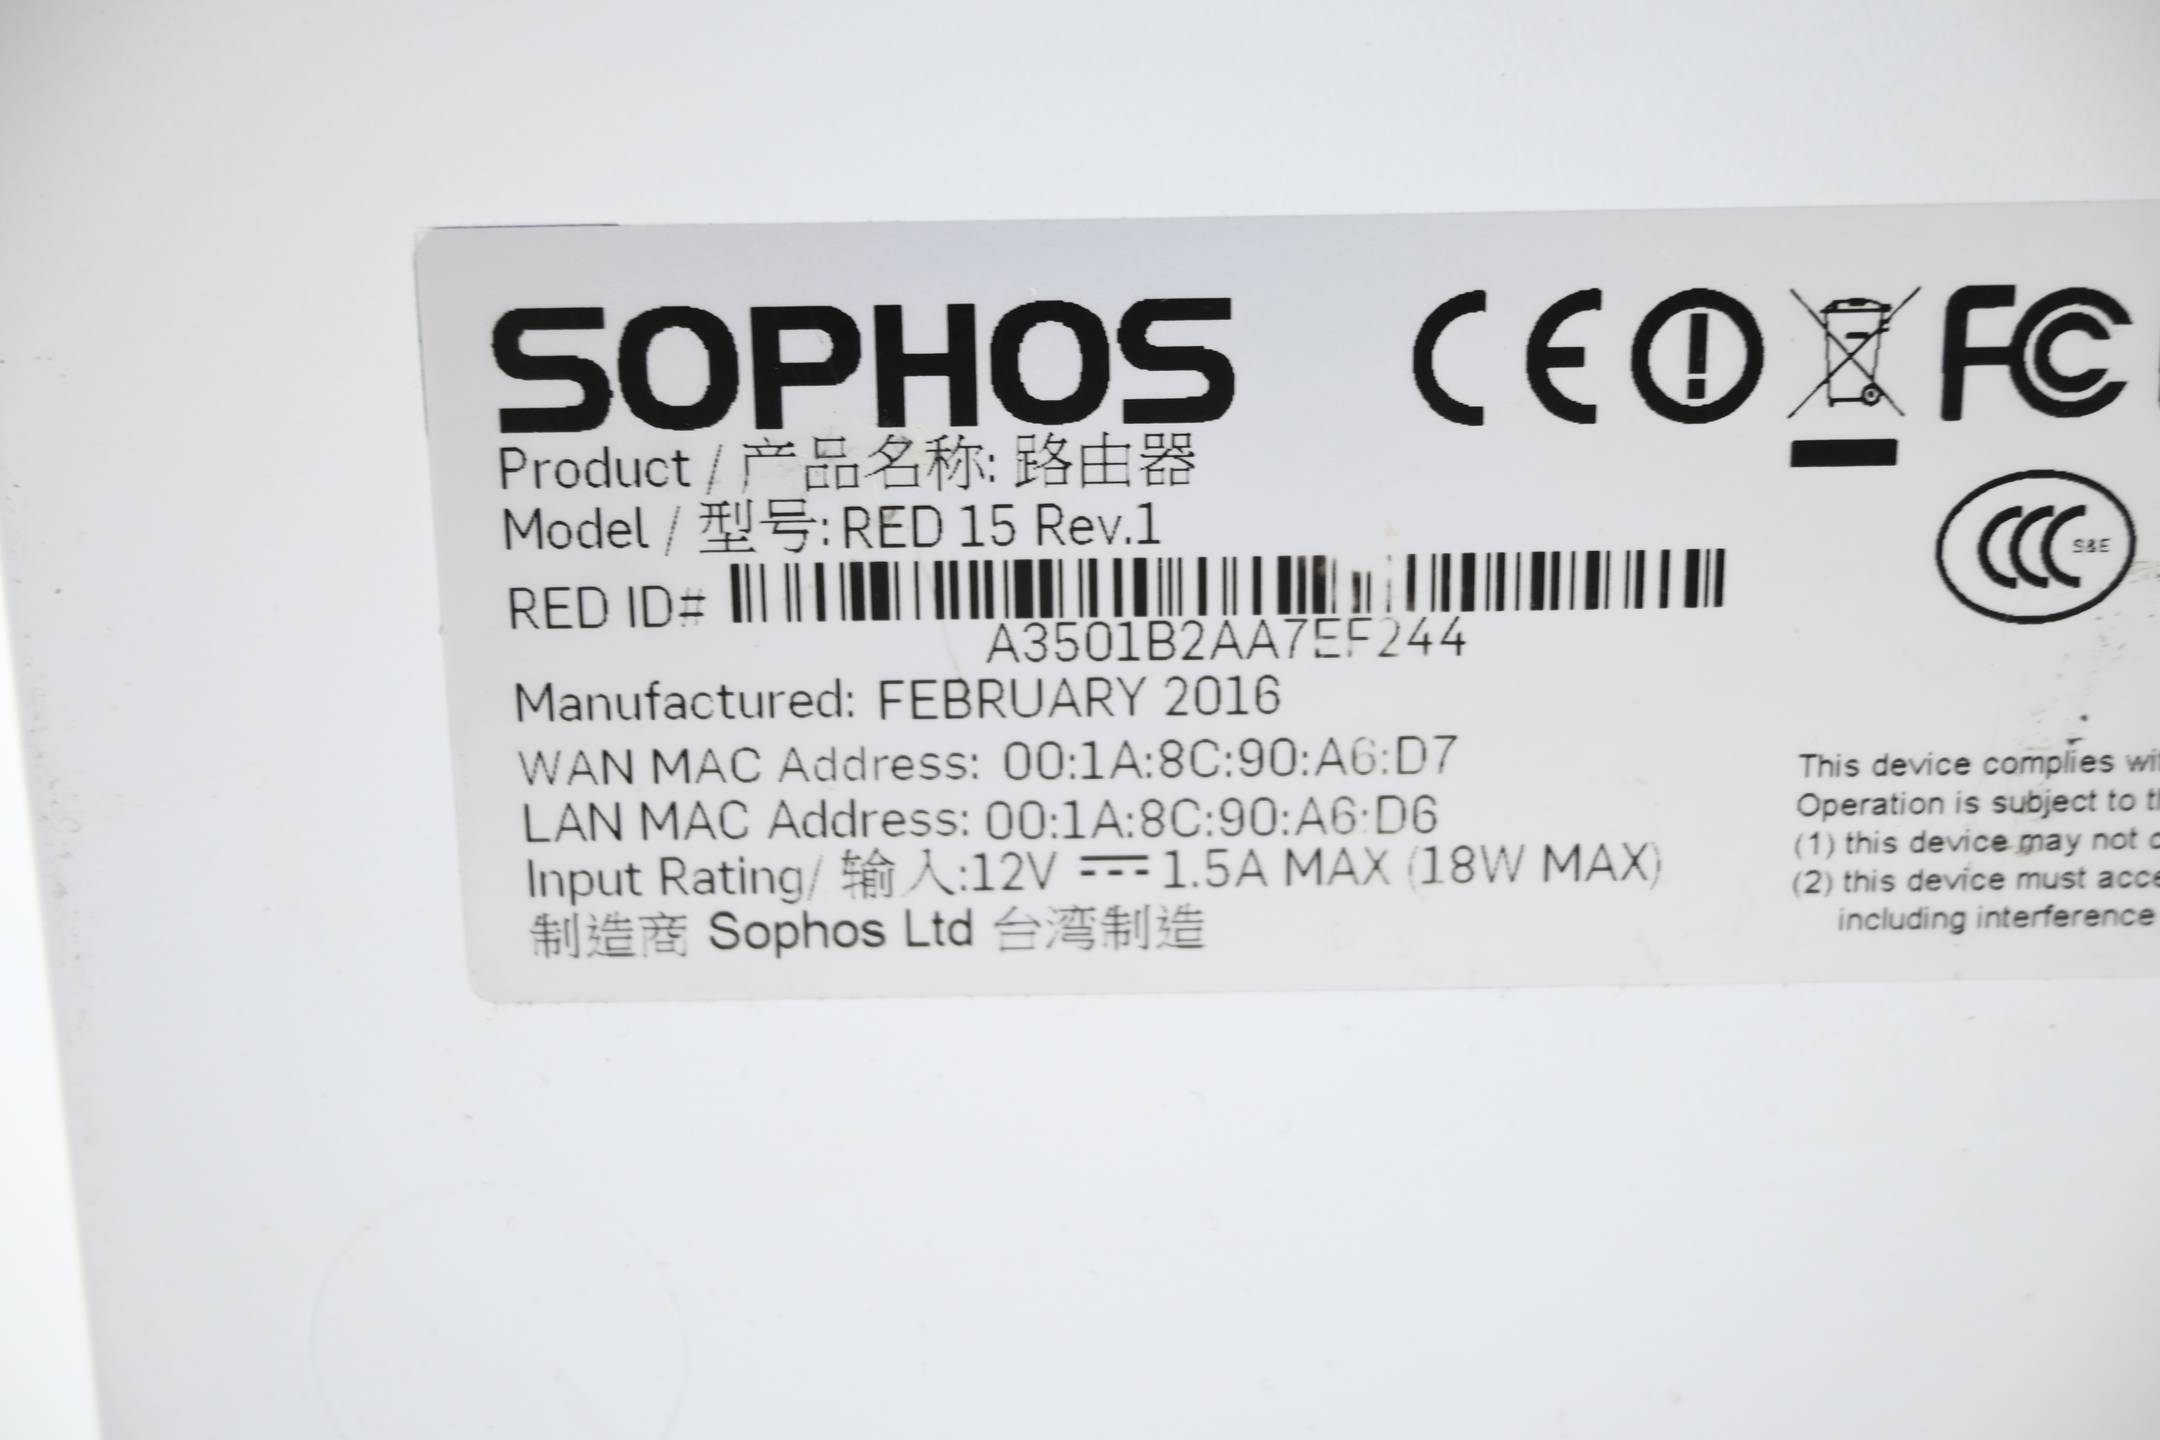 SOPHOS
CE FC
Product / 产品名称: 路由器
Model / 型号: RED 15 Rev.1
S&E
RED ID#
A3501B2AA7EF244
Manufactured: FEBRUARY 2016
WAN MAC Address: 00:1A:8C:90:A6:D7
LAN MAC Address: 00:1A:8C:90:A6:D6
Input Rating/ 输入:12V ⎓ 1.5A MAX (18W MAX)
制造商 Sophos Ltd 台湾制造
This device complies
Operation is subject to
(1) this device may not
(2) this device must
including interference